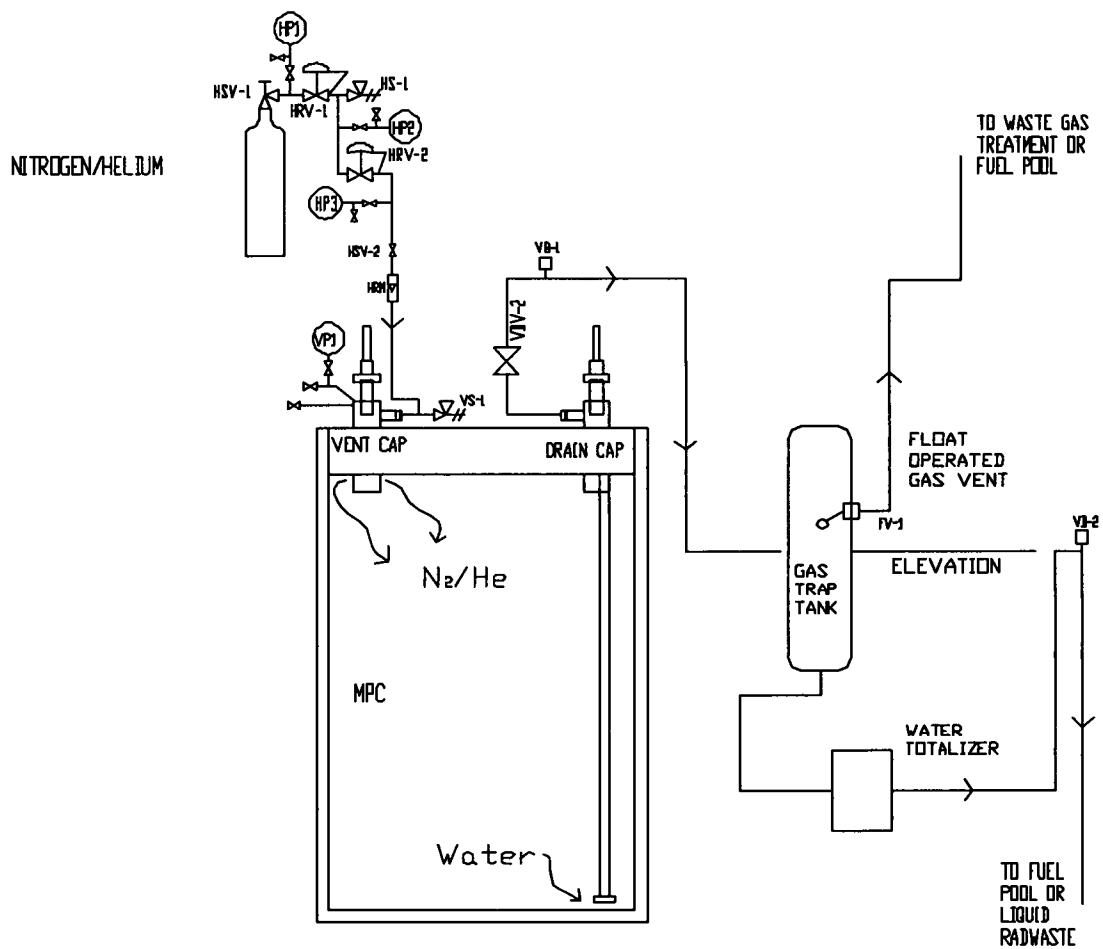 HP1
HSV-1
HRV-1
HS-1
HP2
HRV-2
NITROGEN/HELIUM
HP3
HSV-2
HRM
TO WASTE GAS
TREATMENT OR
FUEL POOL
VB-1
VDV-2
VP1
VS-1
VENT CAP
DRAIN CAP
FLOAT
OPERATED
GAS VENT
FV-1
VB-2
N2/He
GAS
TRAP
TANK
ELEVATION
MPC
WATER
TOTALIZER
Water
TO FUEL
POOL OR
LIQUID
RADWASTE